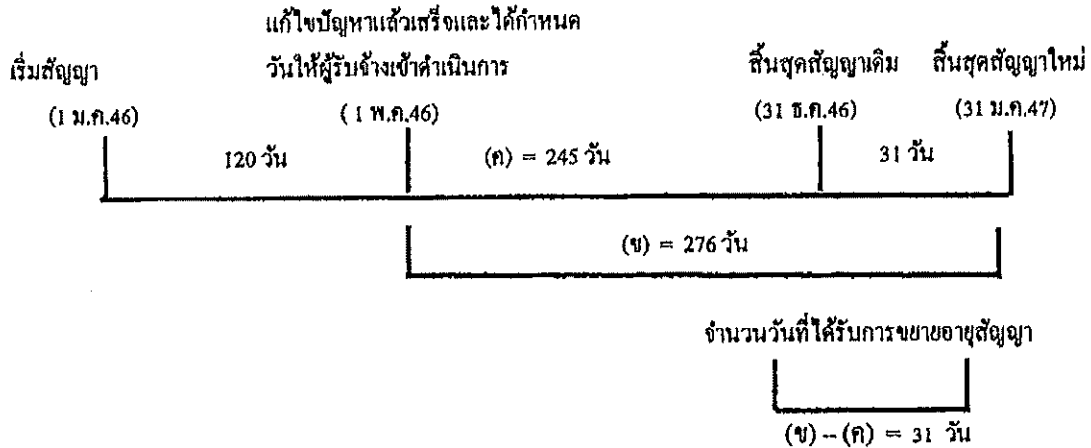 แก้ไขปัญหาแล้วเสร็จและได้กำหนด
วันให้ผู้รับจ้างเข้าดำเนินการ
เริ่มสัญญา
สิ้นสุดสัญญาเดิม
สิ้นสุดสัญญาใหม่
(1 ม.ค.46)
( 1 พ.ค.46)
(31 ธ.ค.46)
(31 ม.ค.47)
120 วัน
(ค) = 245 วัน
31 วัน
(ข) = 276 วัน
จำนวนวันที่ได้รับการขยายอายุสัญญา
(ข) – (ค) = 31 วัน